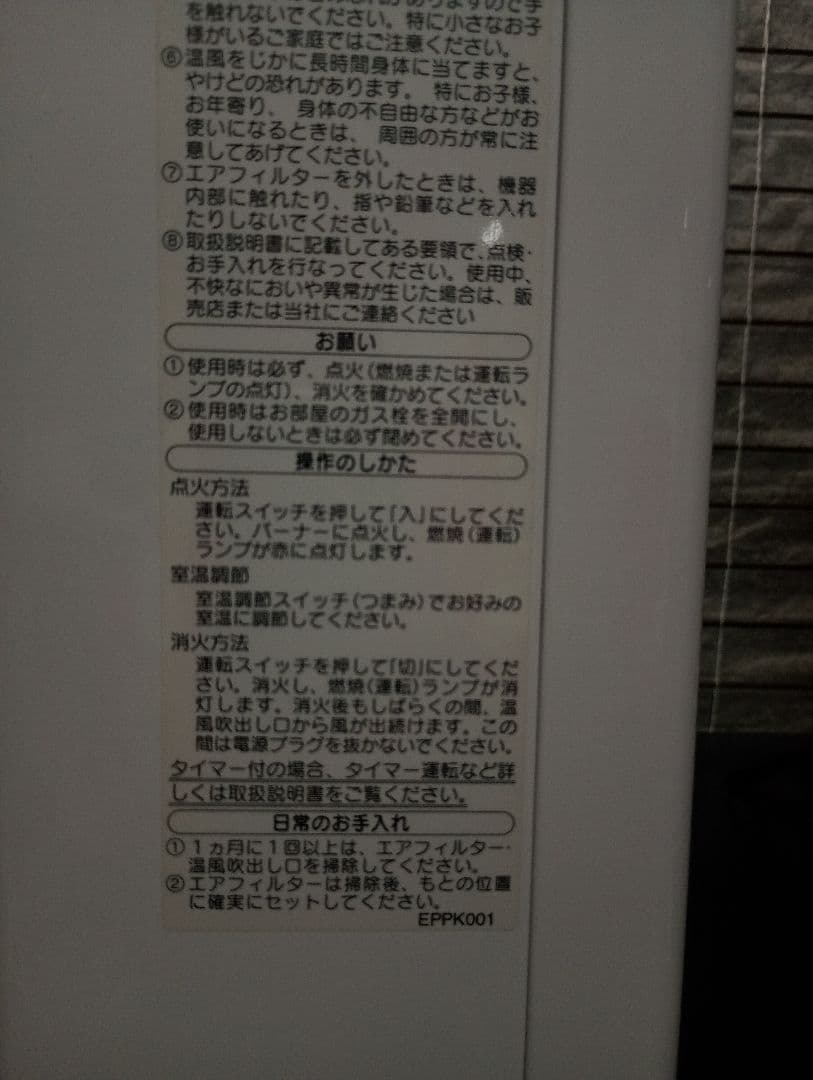 を触れないでください。特に小さなお子
様がいるご家庭ではご注意ください。
⑥温風をじかに長時間身体に当てますと、
やけどの恐れがあります。 特にお子様、
お年寄り、 身体の不自由な方などがお
使いになるときは、 周囲の方が常に注
意してあげてください。
⑦エアフィルターを外したときは、機器
内部に触れたり、指や鉛筆などを入れ
たりしないでください。
⑧取扱説明書に記載してある要領で、点検・
お手入れを行なってください。使用中、
不快なにおいや異常が生じた場合は、販
売店または当社にご連絡ください
お願い
①使用時は必ず、点火(燃焼または運転ラ
ンプの点灯)、消火を確かめてください。
②使用時はお部屋のガス栓を全開にし、
使用しないときは必ず閉めてください。
操作のしかた
点火方法
運転スイッチを押して「入」にしてくだ
さい。バーナーに点火し、燃焼(運転)
ランプが赤に点灯します。
室温調節
室温調節スイッチ(つまみ)でお好みの
室温に調節してください。
消火方法
運転スイッチを押して「切」にしてくだ
さい。消火し、燃焼(運転)ランプが消
灯します。消火後もしばらくの間、温
風吹出し口から風が出続けます。この
間は電源プラグを抜かないでください。
タイマー付の場合、タイマー運転など詳
しくは取扱説明書をご覧ください。
日常のお手入れ
①1ヵ月に1回以上は、エアフィルター・
温風吹出し口を掃除してください。
②エアフィルターは掃除後、もとの位置
に確実にセットしてください。
EPPK001